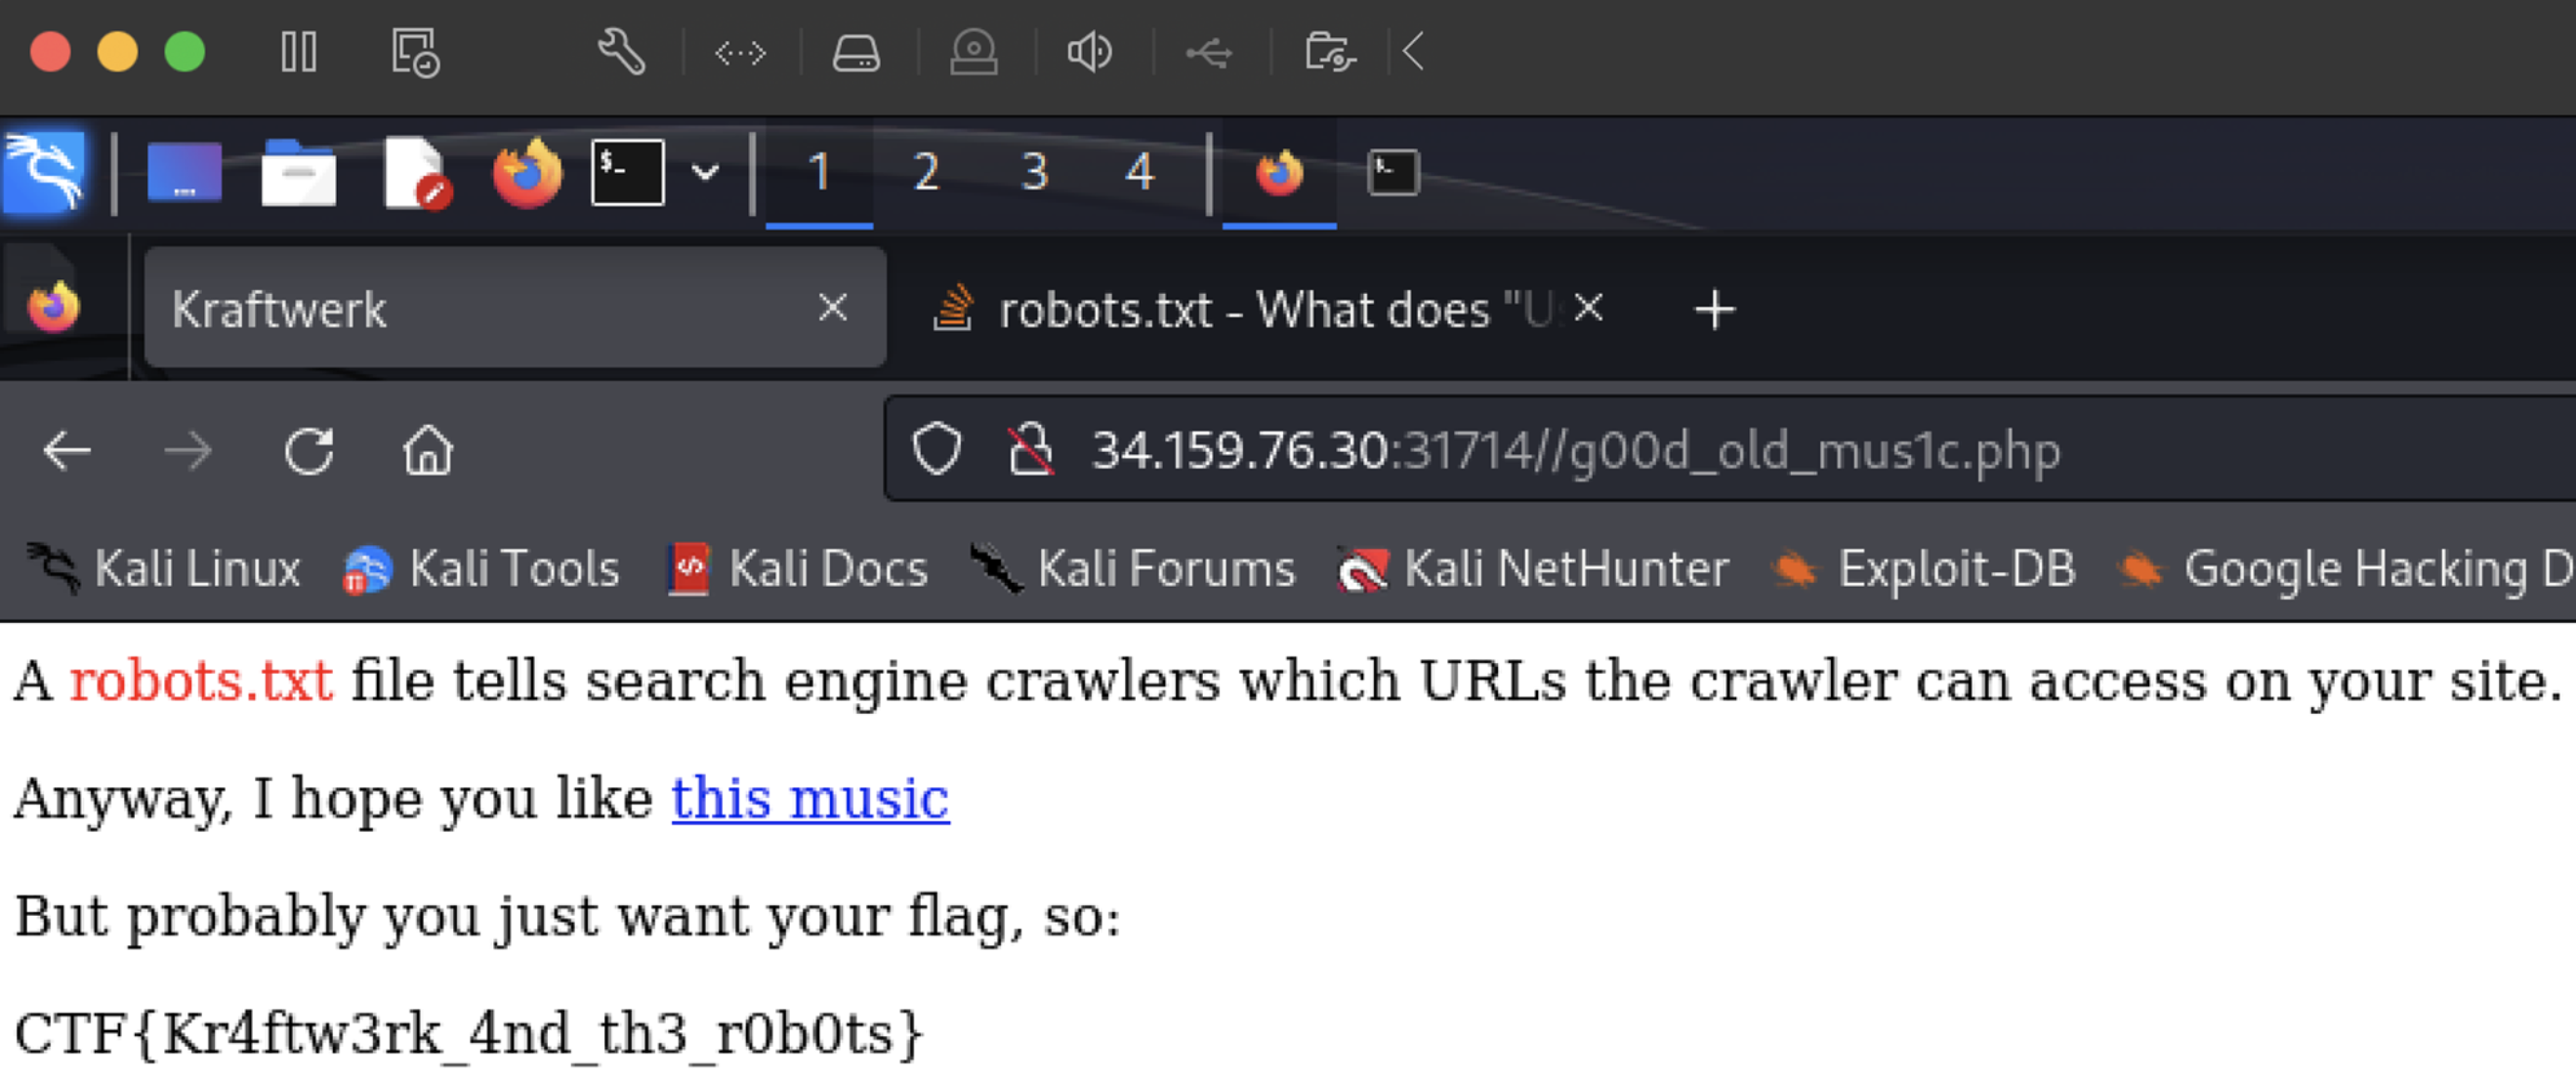 $_
1 2 3 4
$_
Kraftwerk
robots.txt - What does "U
34.159.76.30:31714//g00d_old_mus1c.php
Kali Linux Kali Tools Kali Docs Kali Forums Kali NetHunter Exploit-DB Google Hacking D
A robots.txt file tells search engine crawlers which URLs the crawler can access on your site.
Anyway, I hope you like this music
But probably you just want your flag, so:
CTF{Kr4ftw3rk_4nd_th3_r0b0ts}